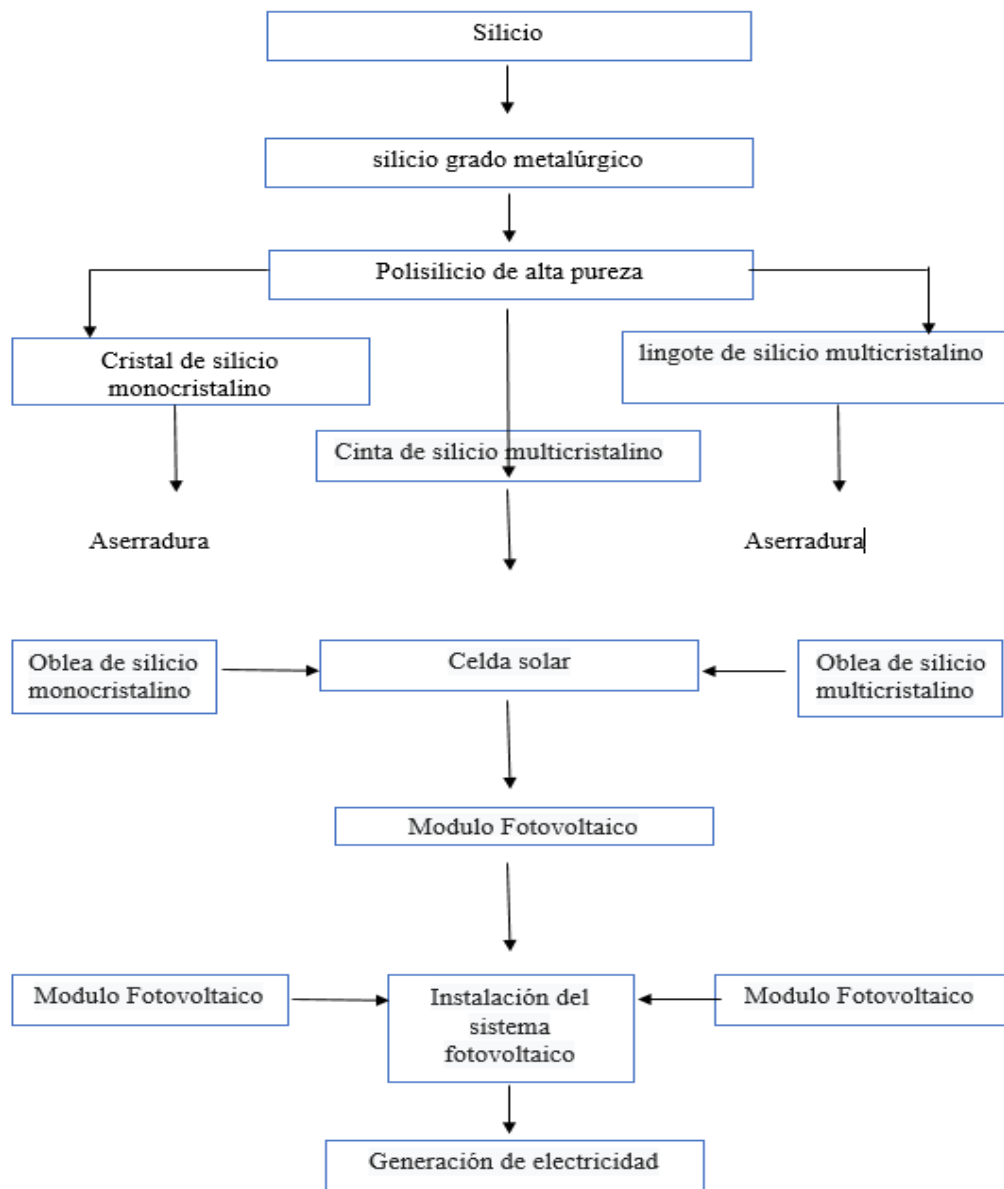 Silicio
silicio grado metalúrgico
Polisilicio de alta pureza
Cristal de silicio
monocristalino
lingote de silicio multicristalino
Cinta de silicio multicristalino
Aserradura
Aserradura
Oblea de silicio
monocristalino
Celda solar
Oblea de silicio
multicristalino
Modulo Fotovoltaico
Modulo Fotovoltaico
Instalación del
sistema
fotovoltaico
Modulo Fotovoltaico
Generación de electricidad